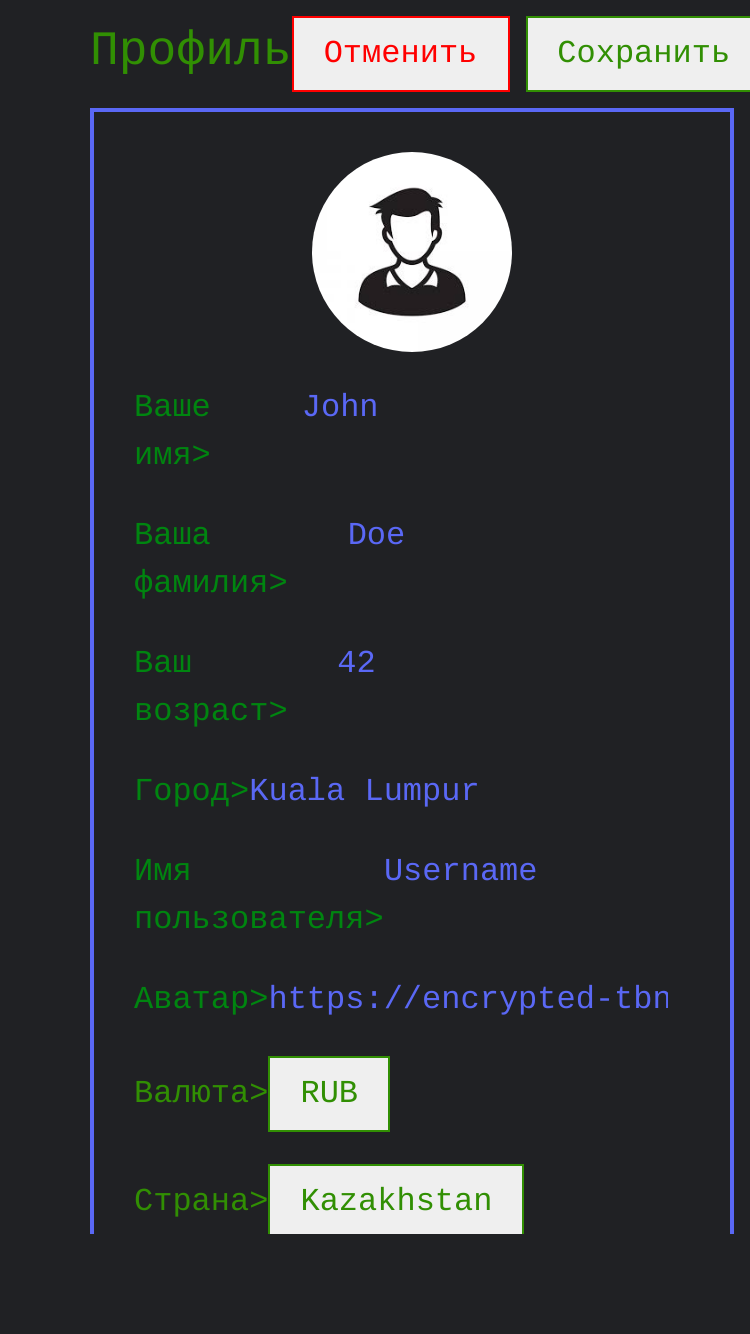 Профиль Отменить Сохранить
Ваше John
имя>
Ваша Doe
фамилия>
Ваш 42
возраст>
Город>Kuala Lumpur
Имя Username
пользователя>
Аватар>https://encrypted-tbn
Валюта> RUB
Страна> Kazakhstan